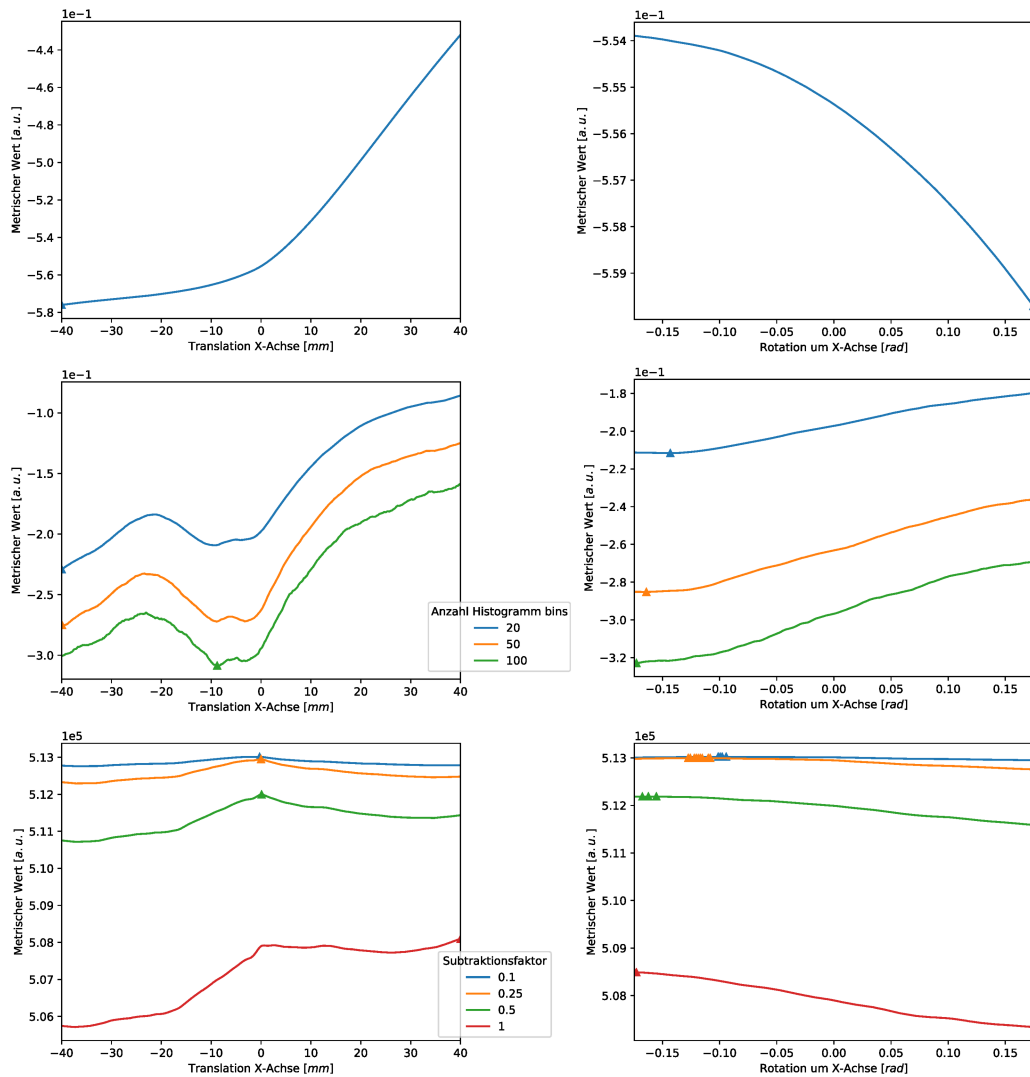 1e−1
−4.4
−4.6
−4.8
−5.0
−5.2
−5.4
−5.6
−5.8
−40 −30 −20 −10 0 10 20 30 40
Translation X-Achse [mm]
Metrischer Wert [a.u.]
1e−1
−5.54
−5.55
−5.56
−5.57
−5.58
−5.59
−0.15 −0.10 −0.05 0.00 0.05 0.10 0.15
Rotation um X-Achse [rad]
Metrischer Wert [a.u.]
1e−1
−1.0
−1.5
−2.0
−2.5
−3.0
−40 −30 −20 −10 0 10 20 30 40
Translation X-Achse [mm]
Metrischer Wert [a.u.]
Anzahl Histogramm bins
20
50
100
1e−1
−1.8
−2.0
−2.2
−2.4
−2.6
−2.8
−3.0
−3.2
−0.15 −0.10 −0.05 0.00 0.05 0.10 0.15
Rotation um X-Achse [rad]
Metrischer Wert [a.u.]
1e5
5.13
5.12
5.11
5.10
5.09
5.08
5.07
5.06
−40 −30 −20 −10 0 10 20 30 40
Translation X-Achse [mm]
Metrischer Wert [a.u.]
Subtraktionsfaktor
0.1
0.25
0.5
1
1e5
5.13
5.12
5.11
5.10
5.09
5.08
−0.15 −0.10 −0.05 0.00 0.05 0.10 0.15
Rotation um X-Achse [rad]
Metrischer Wert [a.u.]